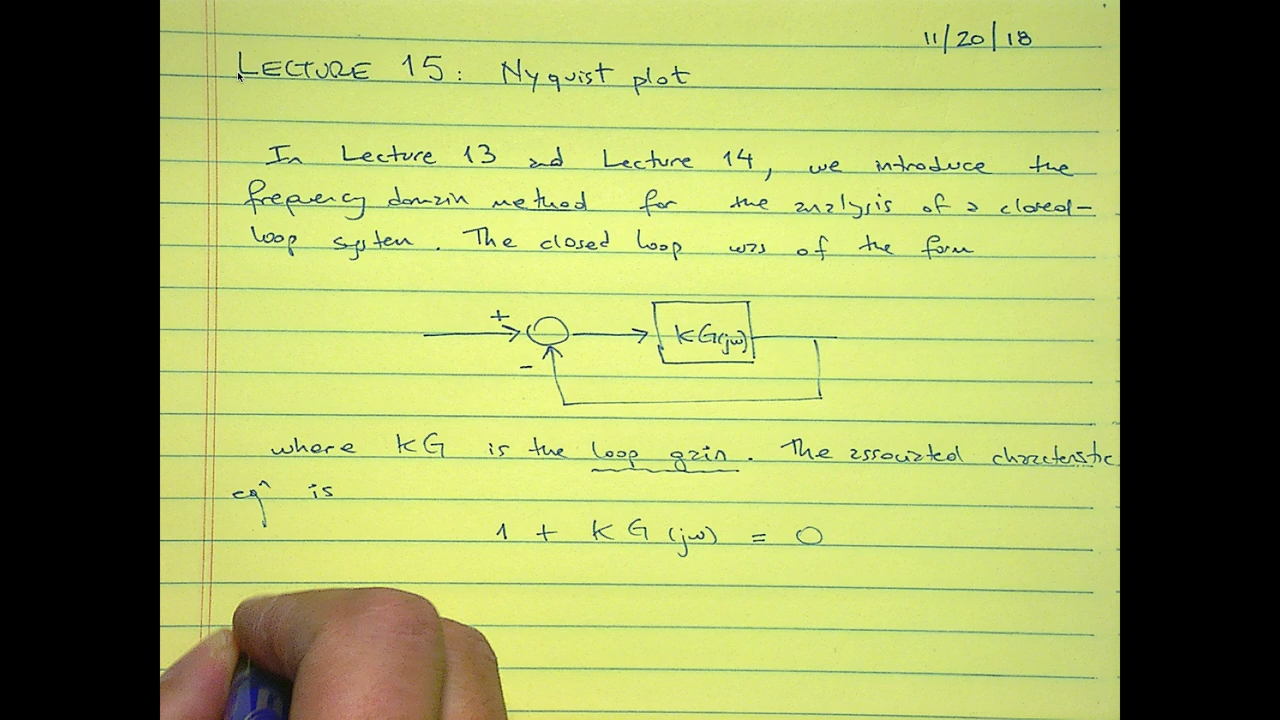 11/20/18
LECTURE 15: Nyquist plot
In Lecture 13 and Lecture 14, we introduce the
frequency domain method for the analysis of a closed-
loop system. The closed loop was of the form
+
KG(jω)
-
where KG is the loop gain. The associated charcteristic
eqn is
1 + KG(jω) = 0